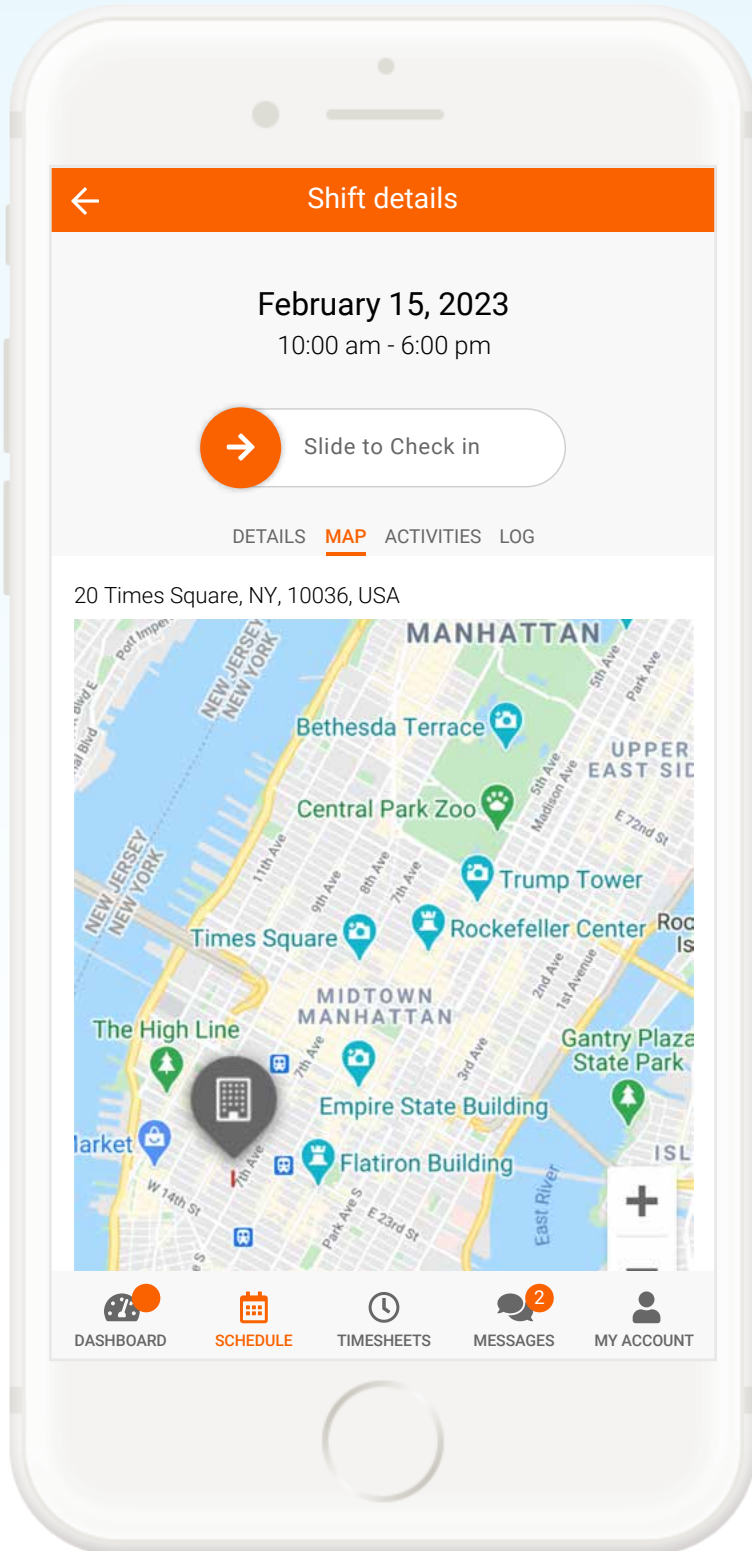 Shift details
February 15, 2023
10:00 am - 6:00 pm
Slide to Check in
DETAILS MAP ACTIVITIES LOG
20 Times Square, NY, 10036, USA
MANHATTAN
NEW JERSEY
NEW YORK
5th Ave
Park Ave
Blvd E
Bethesda Terrace
UPPER
EAST SID
5th Ave
Madison Ave
Central Park Zoo
E 72nd St
11th Ave
9th Ave
8th Ave
7th Ave
NEW JERSEY
NEW YORK
Trump Tower
Times Square
Rockefeller Center
Roc
Is
2nd Ave
1st Avenue
MIDTOWN
MANHATTAN
The High Line
7th Ave
3rd Ave
Gantry Plaza
State Park
Empire State Building
arket
7th Ave
Flatiron Building
ISL
W 14th St
Park Ave S
E 23rd St
East River
DASHBOARD
SCHEDULE
TIMESHEETS
2
MESSAGES
MY ACCOUNT